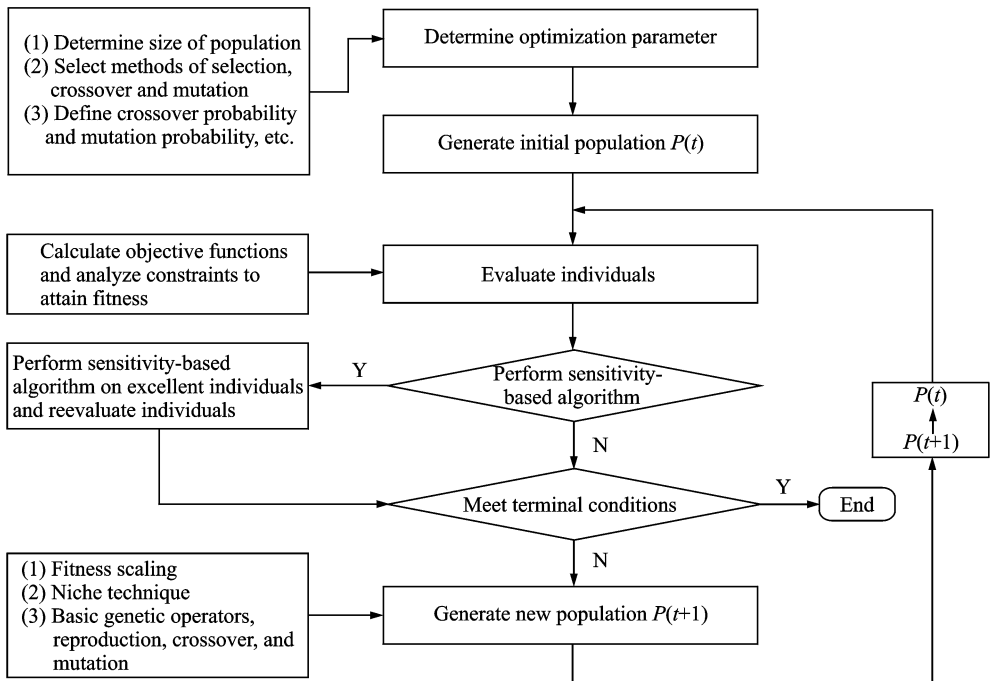 (1) Determine size of population
(2) Select methods of selection,
crossover and mutation
(3) Define crossover probability
and mutation probability, etc.
Determine optimization parameter
Generate initial population P(t)
Calculate objective functions
and analyze constraints to
attain fitness
Evaluate individuals
Perform sensitivity-based
algorithm on excellent individuals
and reevaluate individuals
Y
Perform sensitivity-
based algorithm
N
P(t)
P(t+1)
Meet terminal conditions
Y
End
N
(1) Fitness scaling
(2) Niche technique
(3) Basic genetic operators,
reproduction, crossover, and
mutation
Generate new population P(t+1)